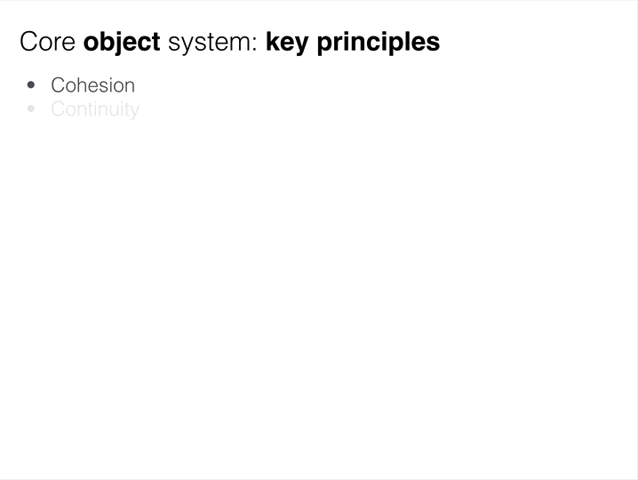 Core object system: key principles
• Cohesion
• Continuity